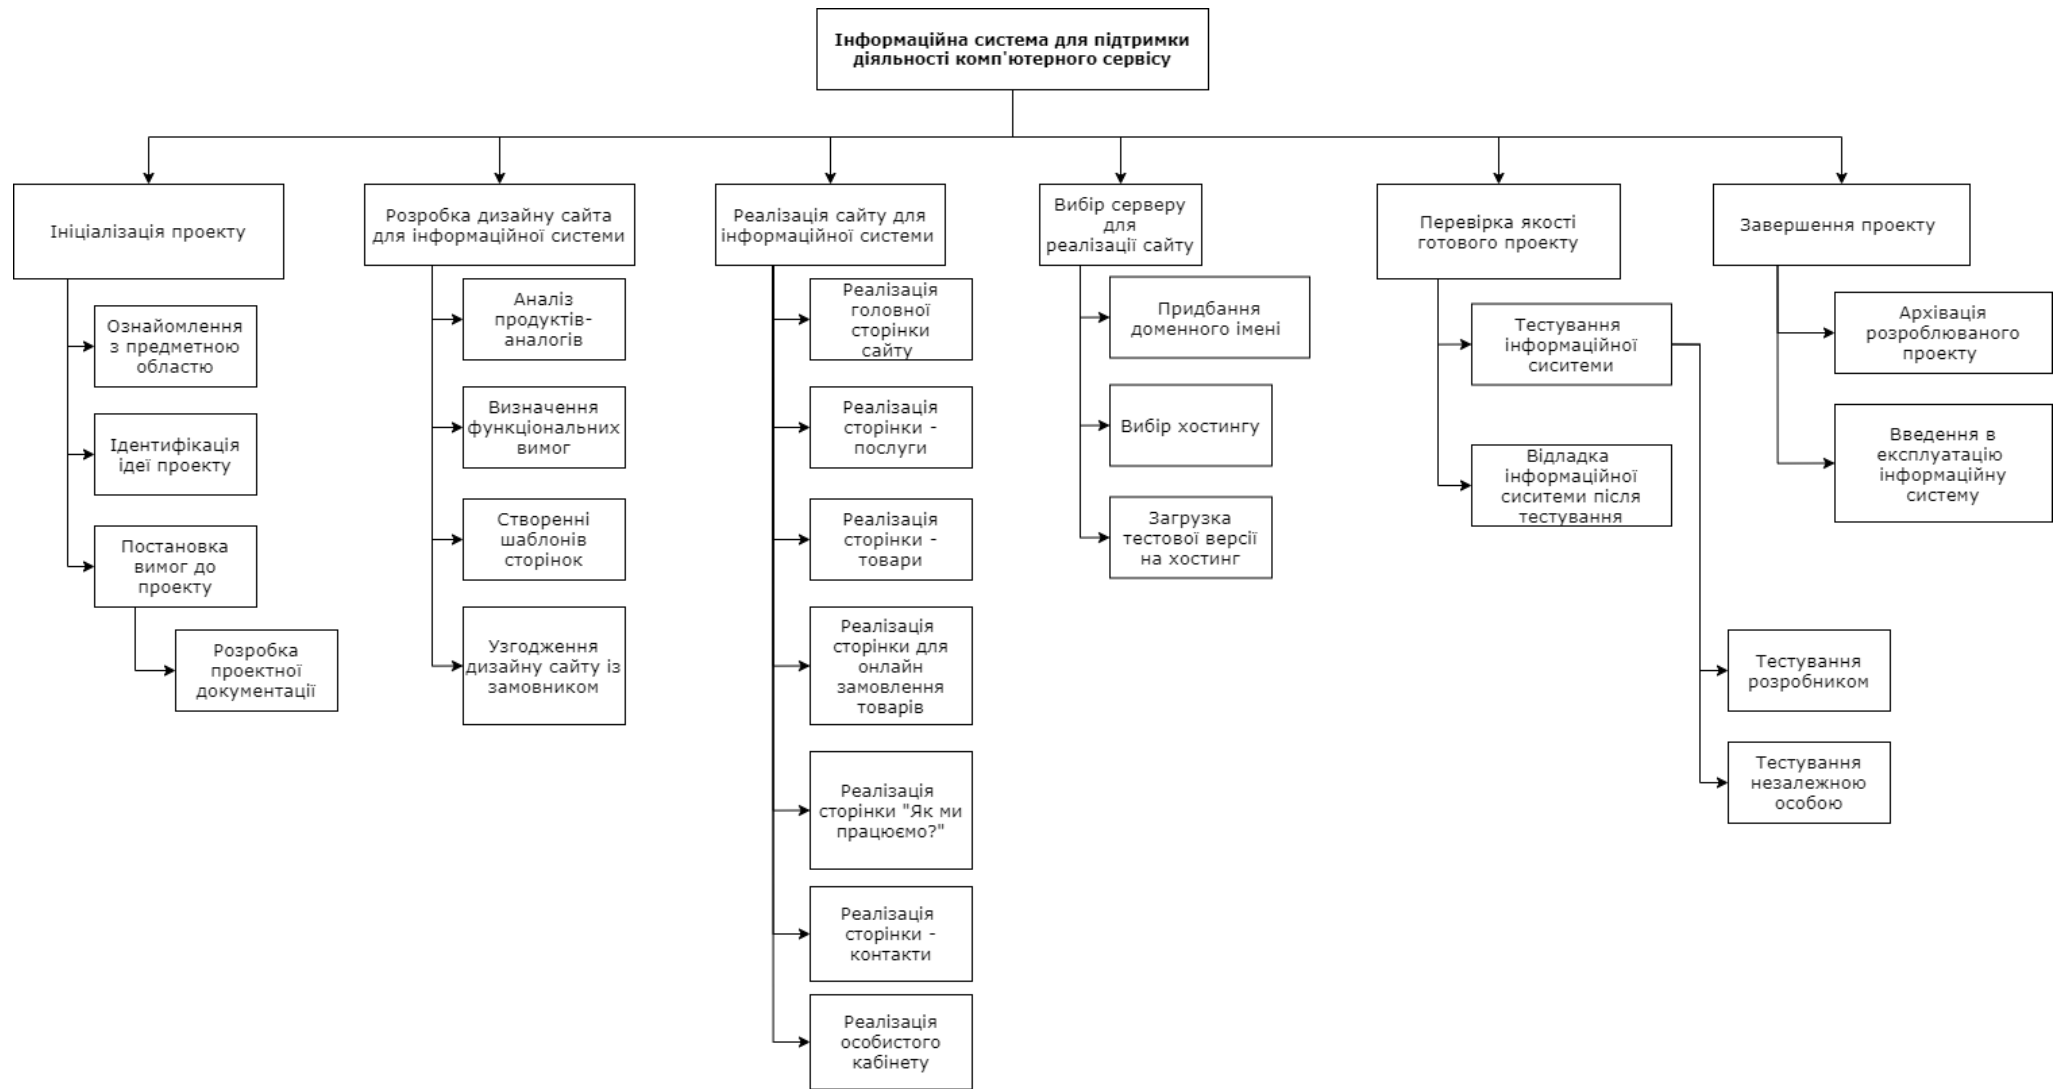 Інформаційна система для підтримки
діяльності комп'ютерного сервісу
Ініціалізація проекту
Ознайомлення
з предметною
областю
Ідентифікація
ідеї проекту
Постановка
вимог до
проекту
Розробка
проектної
документації
Розробка дизайну сайта
для інформаційної системи
Аналіз
продуктів-
аналогів
Визначення
функціональних
вимог
Створенні
шаблонів
сторінок
Узгодження
дизайну сайту із
замовником
Реалізація сайту для
інформаційної системи
Реалізація
головної
сторінки
сайту
Реалізація
сторінки -
послуги
Реалізація
сторінки -
товари
Реалізація
сторінки для
онлайн
замовлення
товарів
Реалізація
сторінки "Як ми
працюємо?"
Реалізація
сторінки -
контакти
Реалізація
особистого
кабінету
Вибір серверу
для
реалізації сайту
Придбання
доменного імені
Вибір хостингу
Загрузка
тестової версії
на хостинг
Перевірка якості
готового проекту
Тестування
інформаційної
сиситеми
Відладка
інформаційної
сиситеми після
тестування
Тестування
розробником
Тестування
незалежною
особою
Завершення проекту
Архівація
розроблюваного
проекту
Введення в
експлуатацію
інформаційну
систему